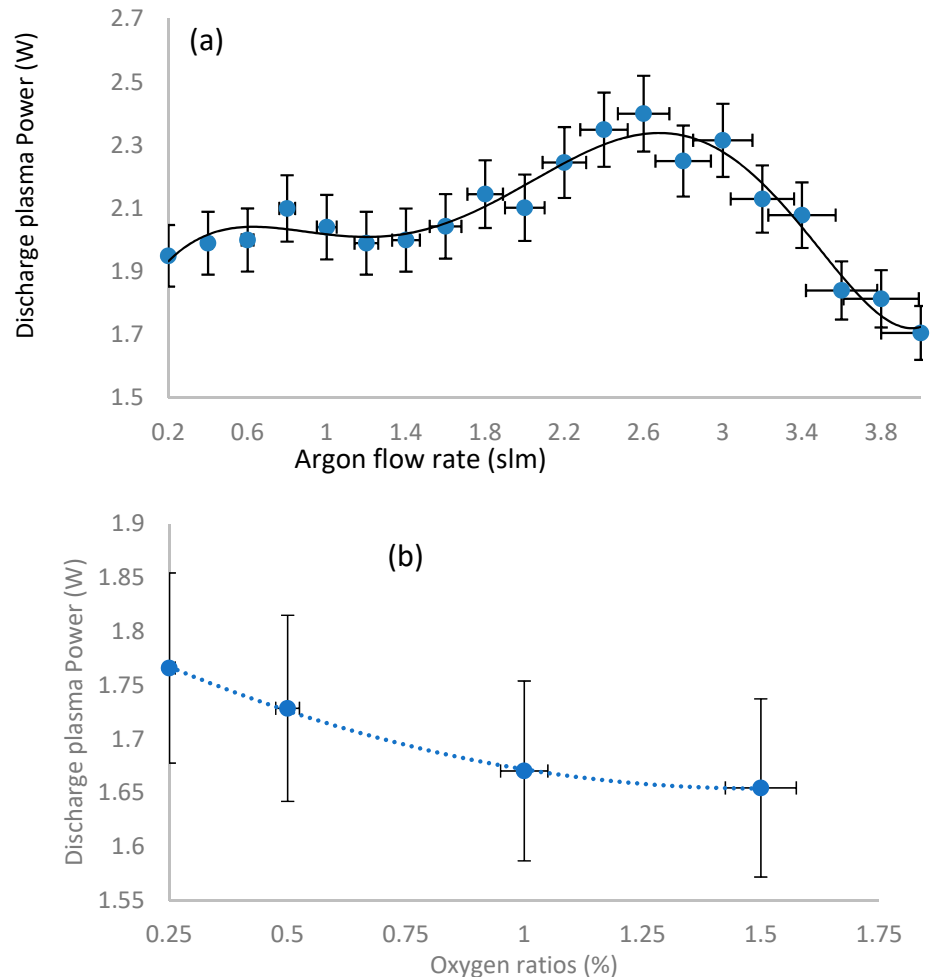 (a)
Discharge plasma Power (W)
2.7
2.5
2.3
2.1
1.9
1.7
1.5
0.2 0.6 1 1.4 1.8 2.2 2.6 3 3.4 3.8
Argon flow rate (slm)
(b)
Discharge plasma Power (W)
1.9
1.85
1.8
1.75
1.7
1.65
1.6
1.55
0.25 0.5 0.75 1 1.25 1.5 1.75
Oxygen ratios (%)